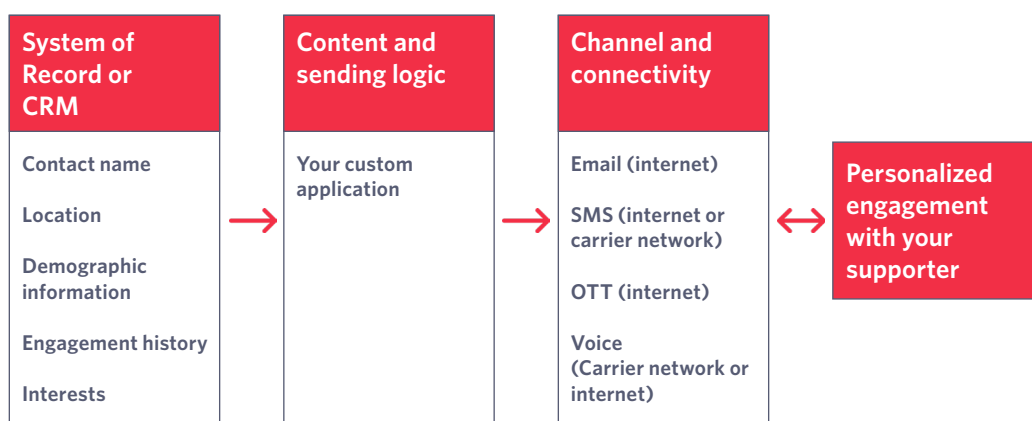 System of
Record or
CRM
Contact name
Location
Demographic
information
Engagement history
Interests
Content and
sending logic
Your custom
application
Channel and
connectivity
Email (internet)
SMS (internet or
carrier network)
OTT (internet)
Voice
(Carrier network or
internet)
Personalized
engagement
with your
supporter